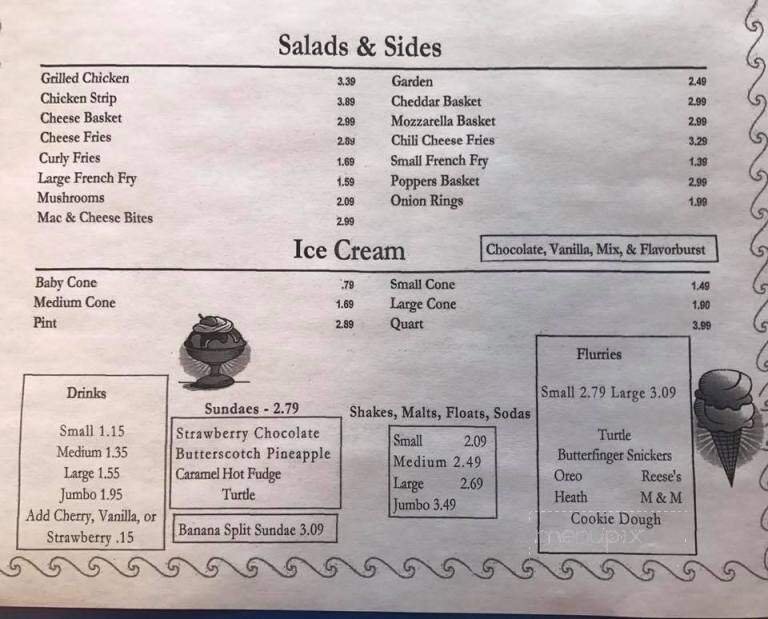 Salads & Sides
Grilled Chicken 3.39
Chicken Strip 3.89
Cheese Basket 2.99
Cheese Fries 2.89
Curly Fries 1.69
Large French Fry 1.59
Mushrooms 2.09
Mac & Cheese Bites 2.99
Garden 2.49
Cheddar Basket 2.99
Mozzarella Basket 2.99
Chili Cheese Fries 3.29
Small French Fry 1.39
Poppers Basket 2.99
Onion Rings 1.99
Ice Cream
Chocolate, Vanilla, Mix, & Flavorburst
Baby Cone .79
Medium Cone 1.69
Pint 2.89
Small Cone 1.49
Large Cone 1.90
Quart 3.99
Drinks
Small 1.15
Medium 1.35
Large 1.55
Jumbo 1.95
Add Cherry, Vanilla, or
Strawberry .15
Sundaes - 2.79
Strawberry Chocolate
Butterscotch Pineapple
Caramel Hot Fudge
Turtle
Banana Split Sundae 3.09
Shakes, Malts, Floats, Sodas
Small 2.09
Medium 2.49
Large 2.69
Jumbo 3.49
Flurries
Small 2.79 Large 3.09
Turtle
Butterfinger Snickers
Oreo Reese's
Heath M & M
Cookie Dough
menupix